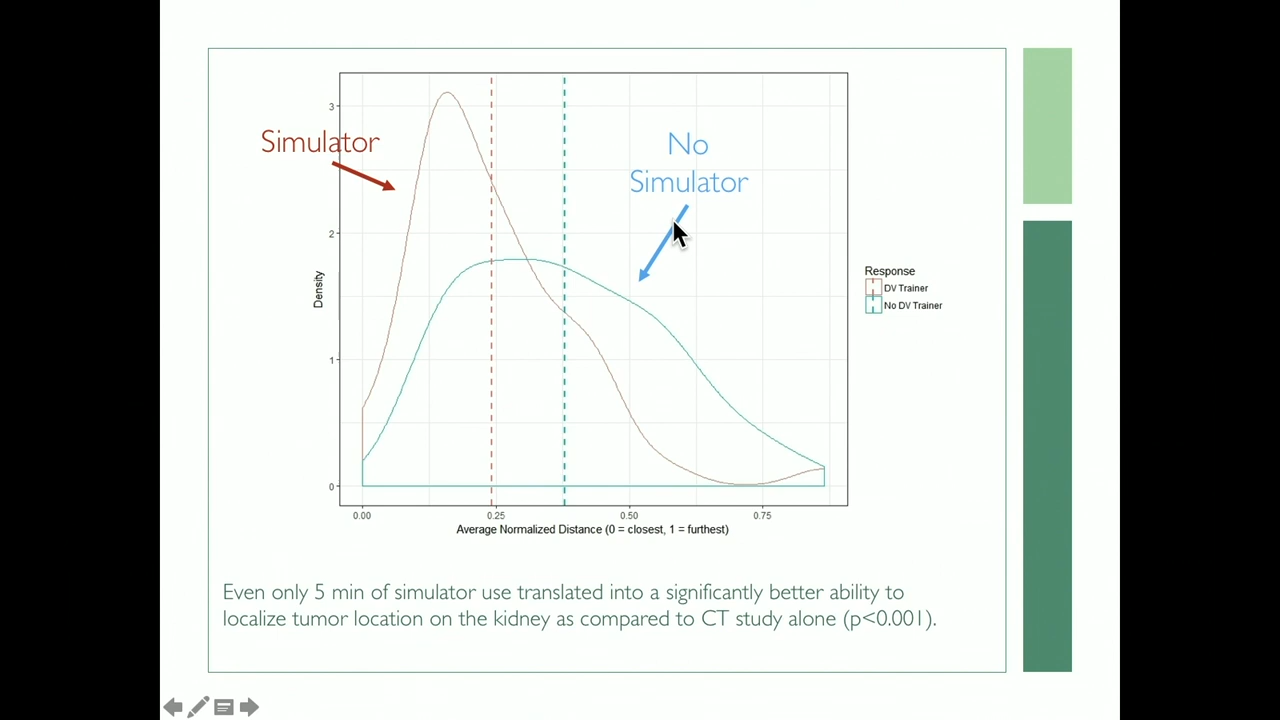 Simulator
No
Simulator
3
2
1
0
Density
0.00
0.25
0.50
0.75
Average Normalized Distance (0 = closest, 1 = furthest)
Response
DV Trainer
No DV Trainer
Even only 5 min of simulator use translated into a significantly better ability to
localize tumor location on the kidney as compared to CT study alone (p<0.001).